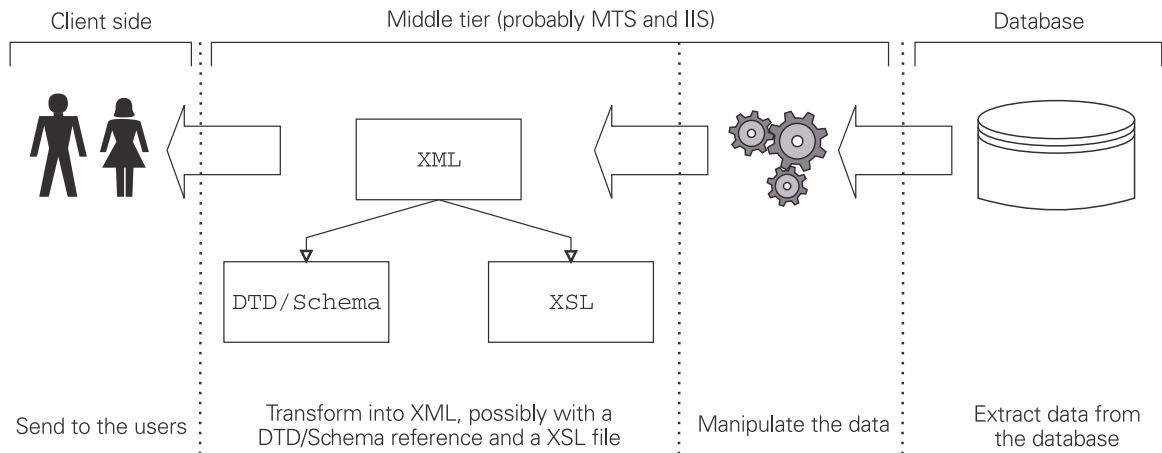 Client side
Middle tier (probably MTS and IIS)
Database
XML
DTD/Schema
XSL
Send to the users
Transform into XML, possibly with a
DTD/Schema reference and a XSL file
Manipulate the data
Extract data from
the database